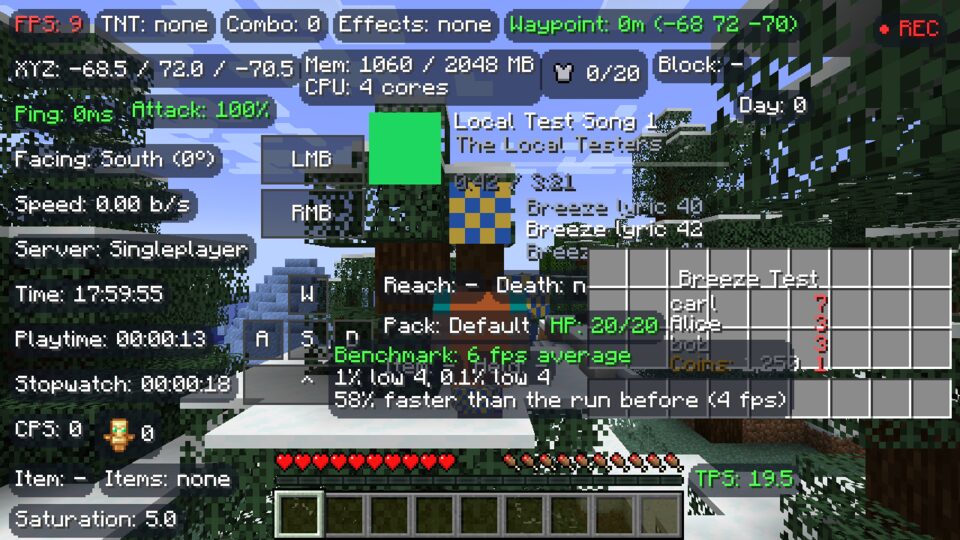 FPS: 9 TNT: none Combo: 0 Effects: none Waypoint: 0m (-68 72 -70) • REC
XYZ: -68.5 / 72.0 / -70.5 Mem: 1060 / 2048 MB 0/20 Block: -
CPU: 4 cores
Ping: 0ms Attack: 100% Day: 0
Local Test Song 1
The Local Testers
Facing: South (0°) LMB
0:42 / 3:21
Speed: 0.00 b/s RMB
Breeze lyric 40
Breeze lyric 42
Server: Singleplayer Breeze
Breeze Test
Time: 17:59:55 W Reach: - Death: n
carl 7
Alice 3
Playtime: 00:00:13 A S D Pack: Default HP: 20/20
bob 3
Benchmark: 6 fps average
Coins: 1,250 1
1% low 4, 0.1% low 4
Stopwatch: 00:00:18 ^
58% faster than the run before (4 fps)
CPS: 0 0
Item: - Items: none TPS: 19.5
Saturation: 5.0